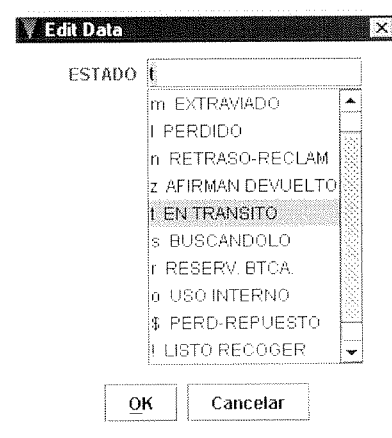 Edit Data
ESTADO t
m EXTRAVIADO
l PERDIDO
n RETRASO-RECLAM
z AFIRMAN DEVUELTO
t EN TRANSITO
s BUSCANDOLO
r RESERV. BTCA.
o USO INTERNO
$ PERD-REPUESTO
! LISTO RECOGER
OK Cancelar